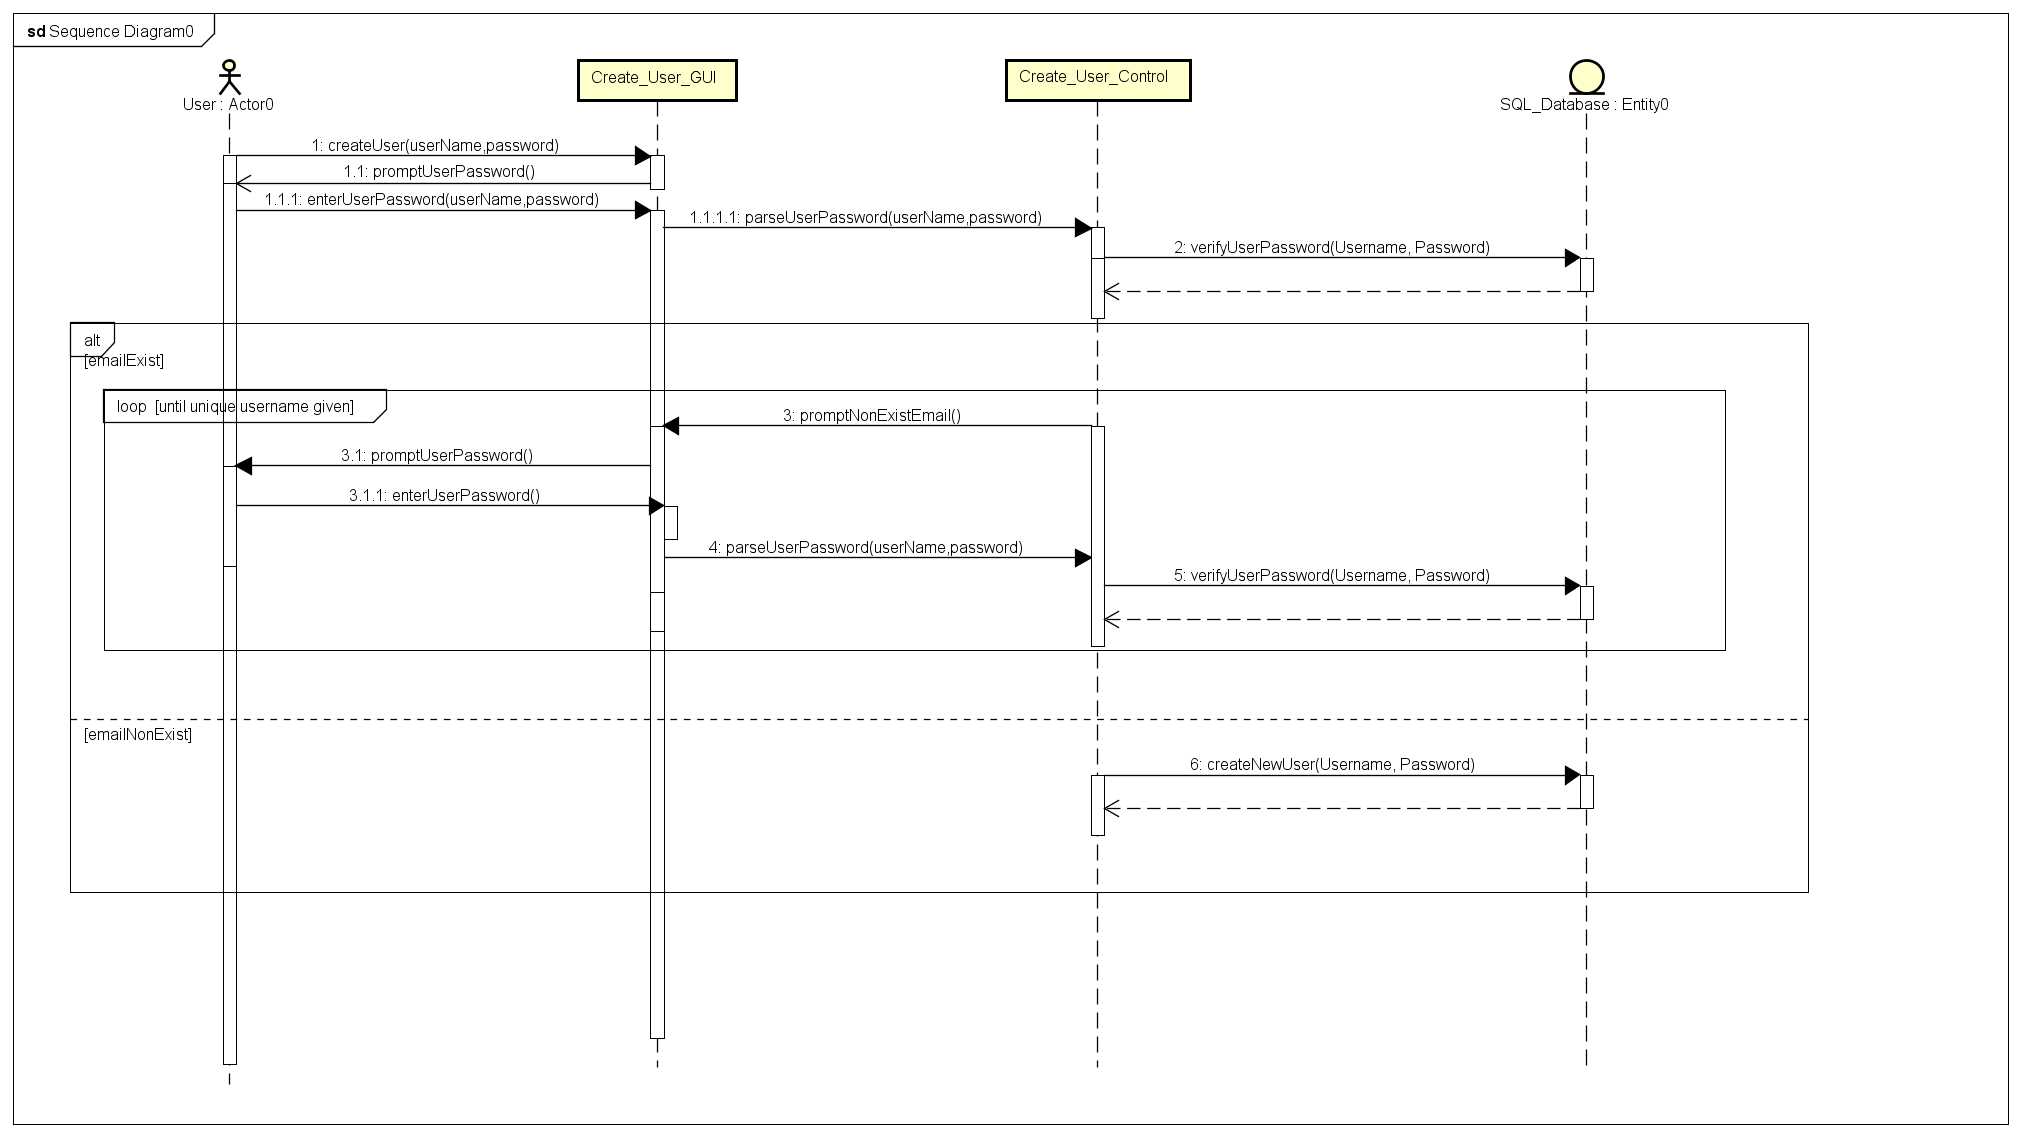 sd Sequence Diagram0
User : Actor0
Create_User_GUI
Create_User_Control
SQL_Database : Entity0
1: createUser(userName,password)
1.1: promptUserPassword()
1.1.1: enterUserPassword(userName,password)
1.1.1.1: parseUserPassword(userName,password)
2: verifyUserPassword(Username, Password)
alt
[emailExist]
loop [until unique username given]
3: promptNonExistEmail()
3.1: promptUserPassword()
3.1.1: enterUserPassword()
4: parseUserPassword(userName,password)
5: verifyUserPassword(Username, Password)
[emailNonExist]
6: createNewUser(Username, Password)